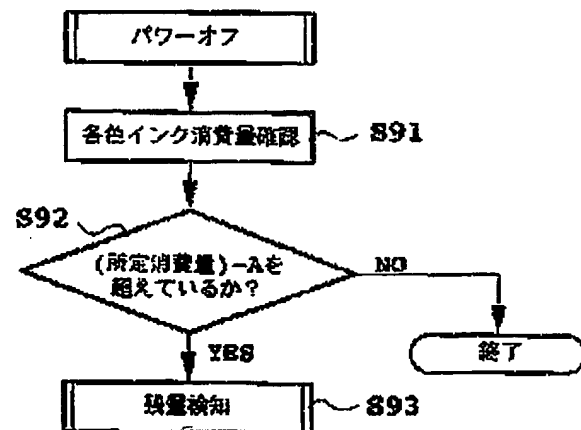 パワーオフ
各色インク消費量確認
S91
S92
(所定消費量)-Aを
超えているか?
NO
終了
YES
残量検知
S93